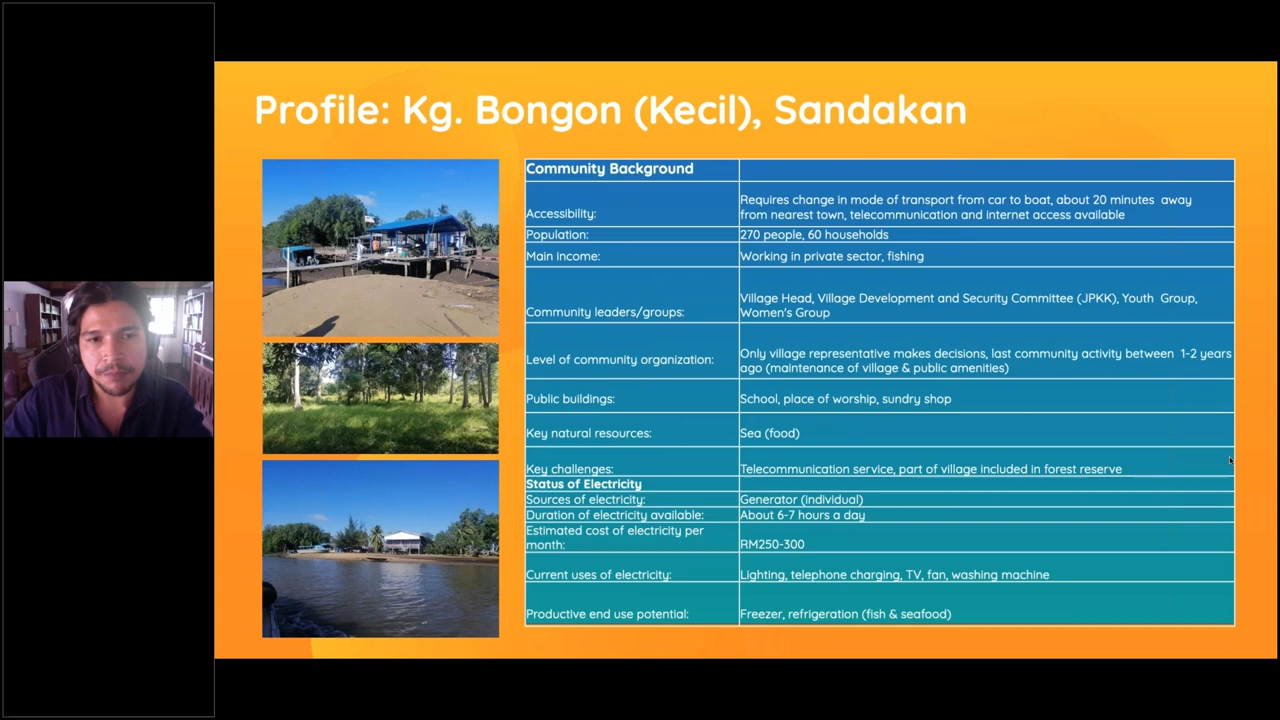 Profile: Kg. Bongon (Kecil), Sandakan
Community Background
Accessibility:
Requires change in mode of transport from car to boat, about 20 minutes away
from nearest town, telecommunication and internet access available
Population:
270 people, 60 households
Main income:
Working in private sector, fishing
Community leaders/groups:
Village Head, Village Development and Security Committee (JPKK), Youth Group,
Women's Group
Level of community organization:
Only village representative makes decisions, last community activity between 1-2 years
ago (maintenance of village & public amenities)
Public buildings:
School, place of worship, sundry shop
Key natural resources:
Sea (food)
Key challenges:
Telecommunication service, part of village included in forest reserve
Status of Electricity
Sources of electricity:
Generator (individual)
Duration of electricity available:
About 6-7 hours a day
Estimated cost of electricity per
month:
RM250-300
Current uses of electricity:
Lighting, telephone charging, TV, fan, washing machine
Productive end use potential:
Freezer, refrigeration (fish & seafood)